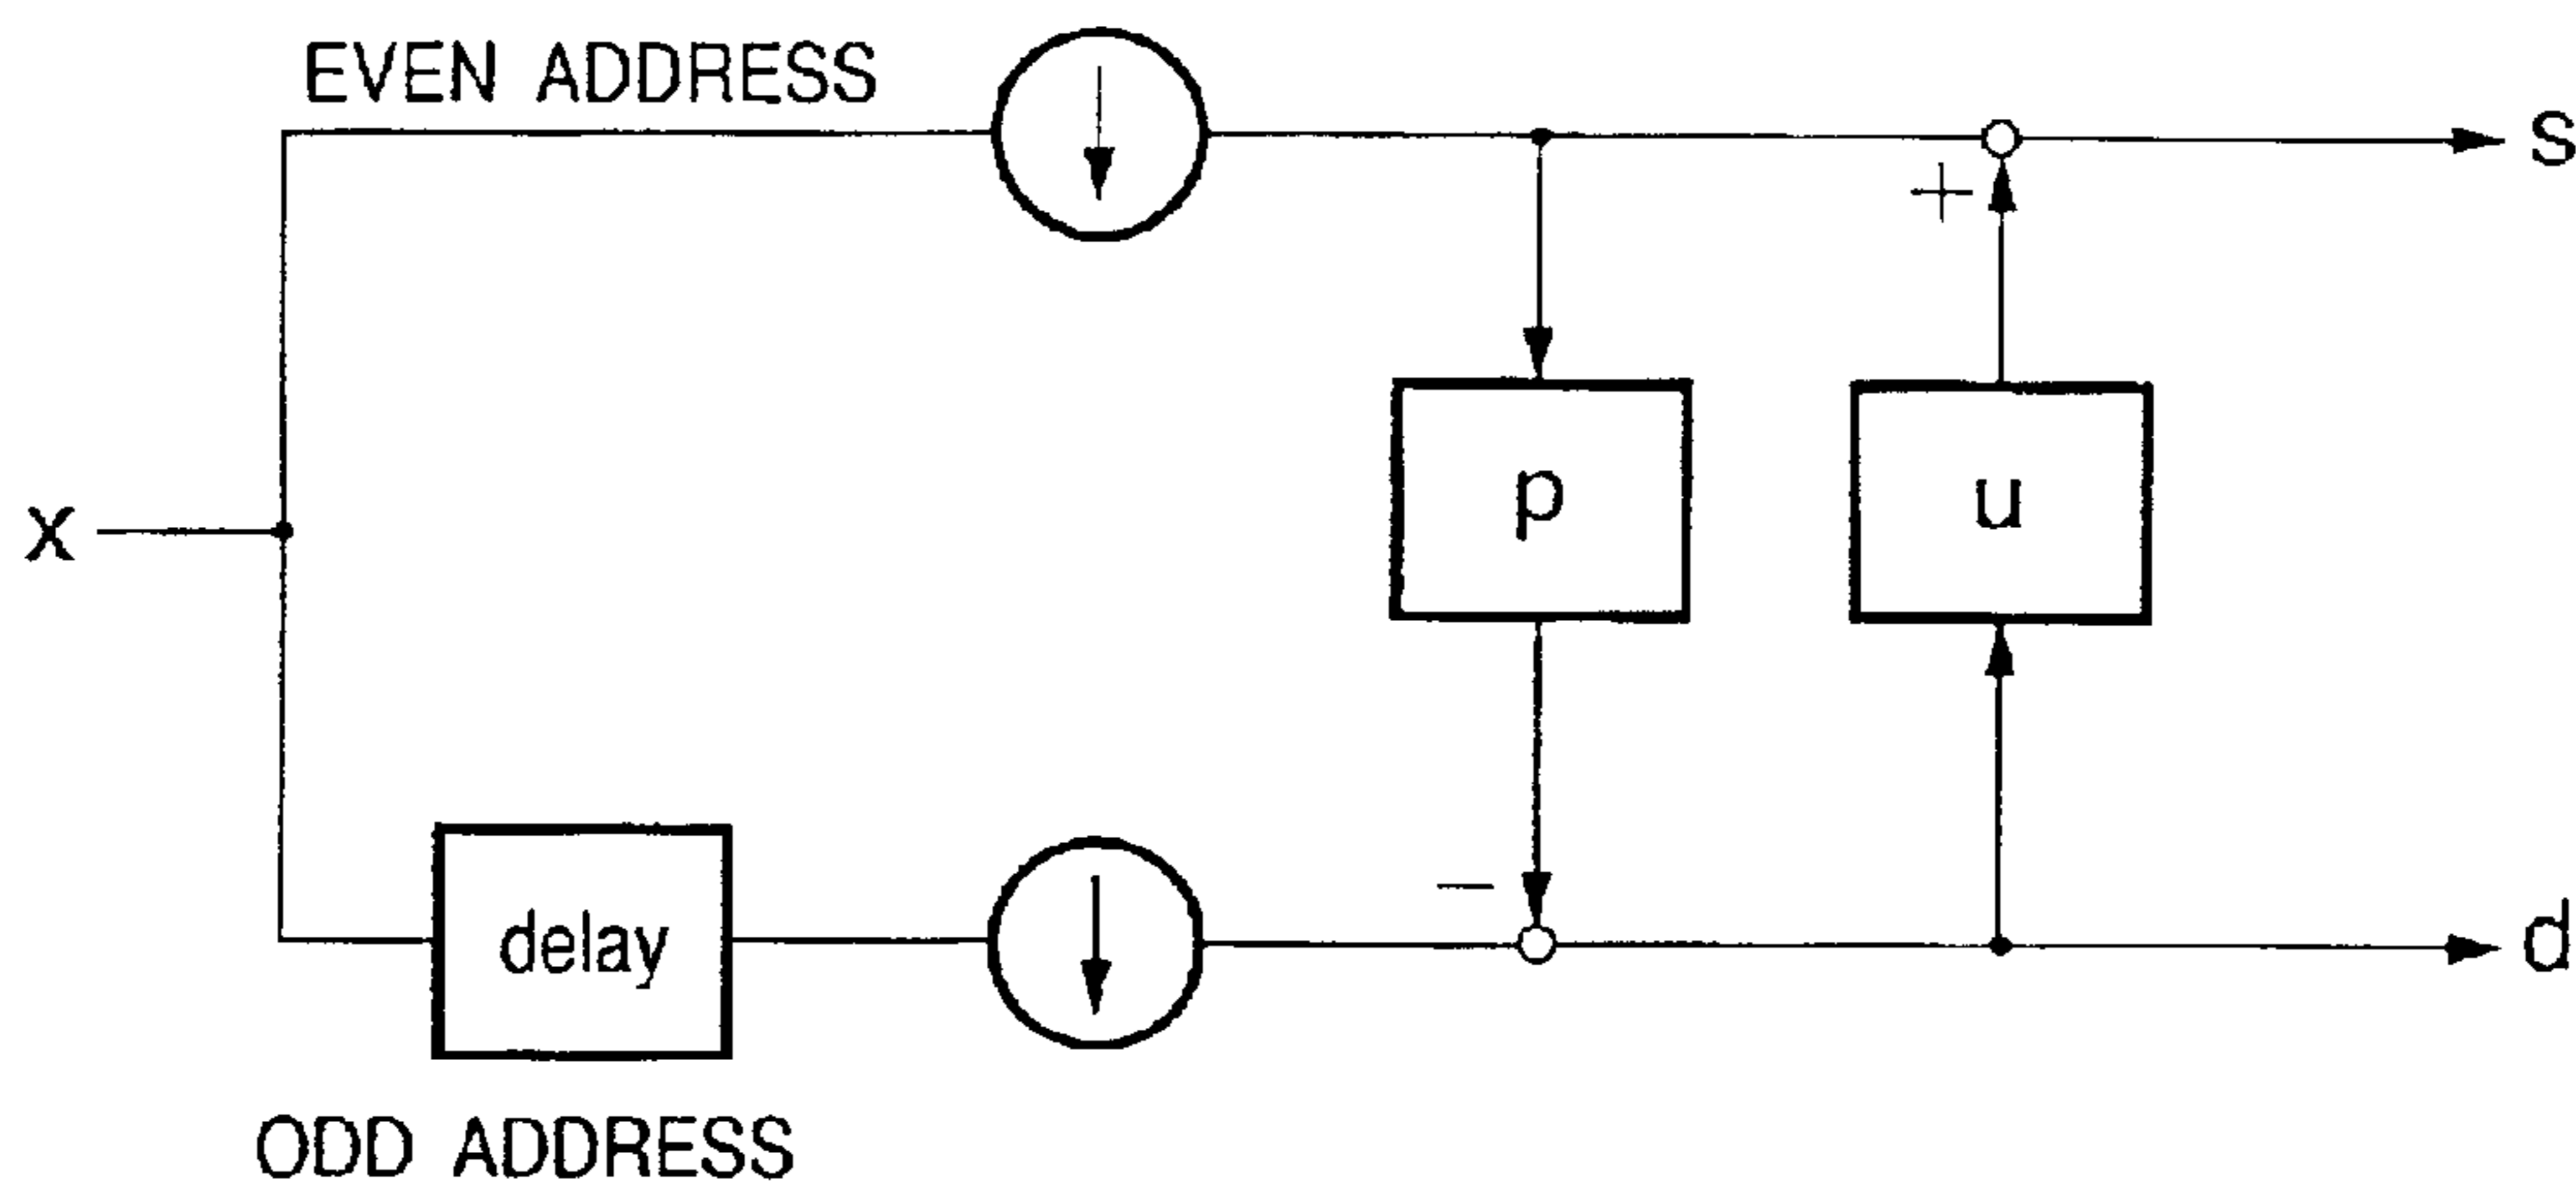 EVEN ADDRESS
s
+
x
p
u
−
delay
d
ODD ADDRESS